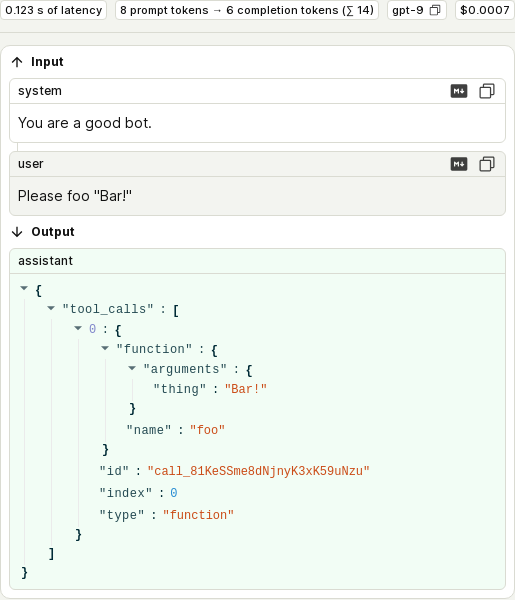 0.123 s of latency 8 prompt tokens → 6 completion tokens (∑ 14) gpt-9 $0.0007
Input
system
You are a good bot.
user
Please foo "Bar!"
Output
assistant
{
"tool_calls" : [
0 : {
"function" : {
"arguments" : {
"thing" : "Bar!"
}
"name" : "foo"
}
"id" : "call_81KeSSme8dNjnyK3xK59uNzu"
"index" : 0
"type" : "function"
}
]
}